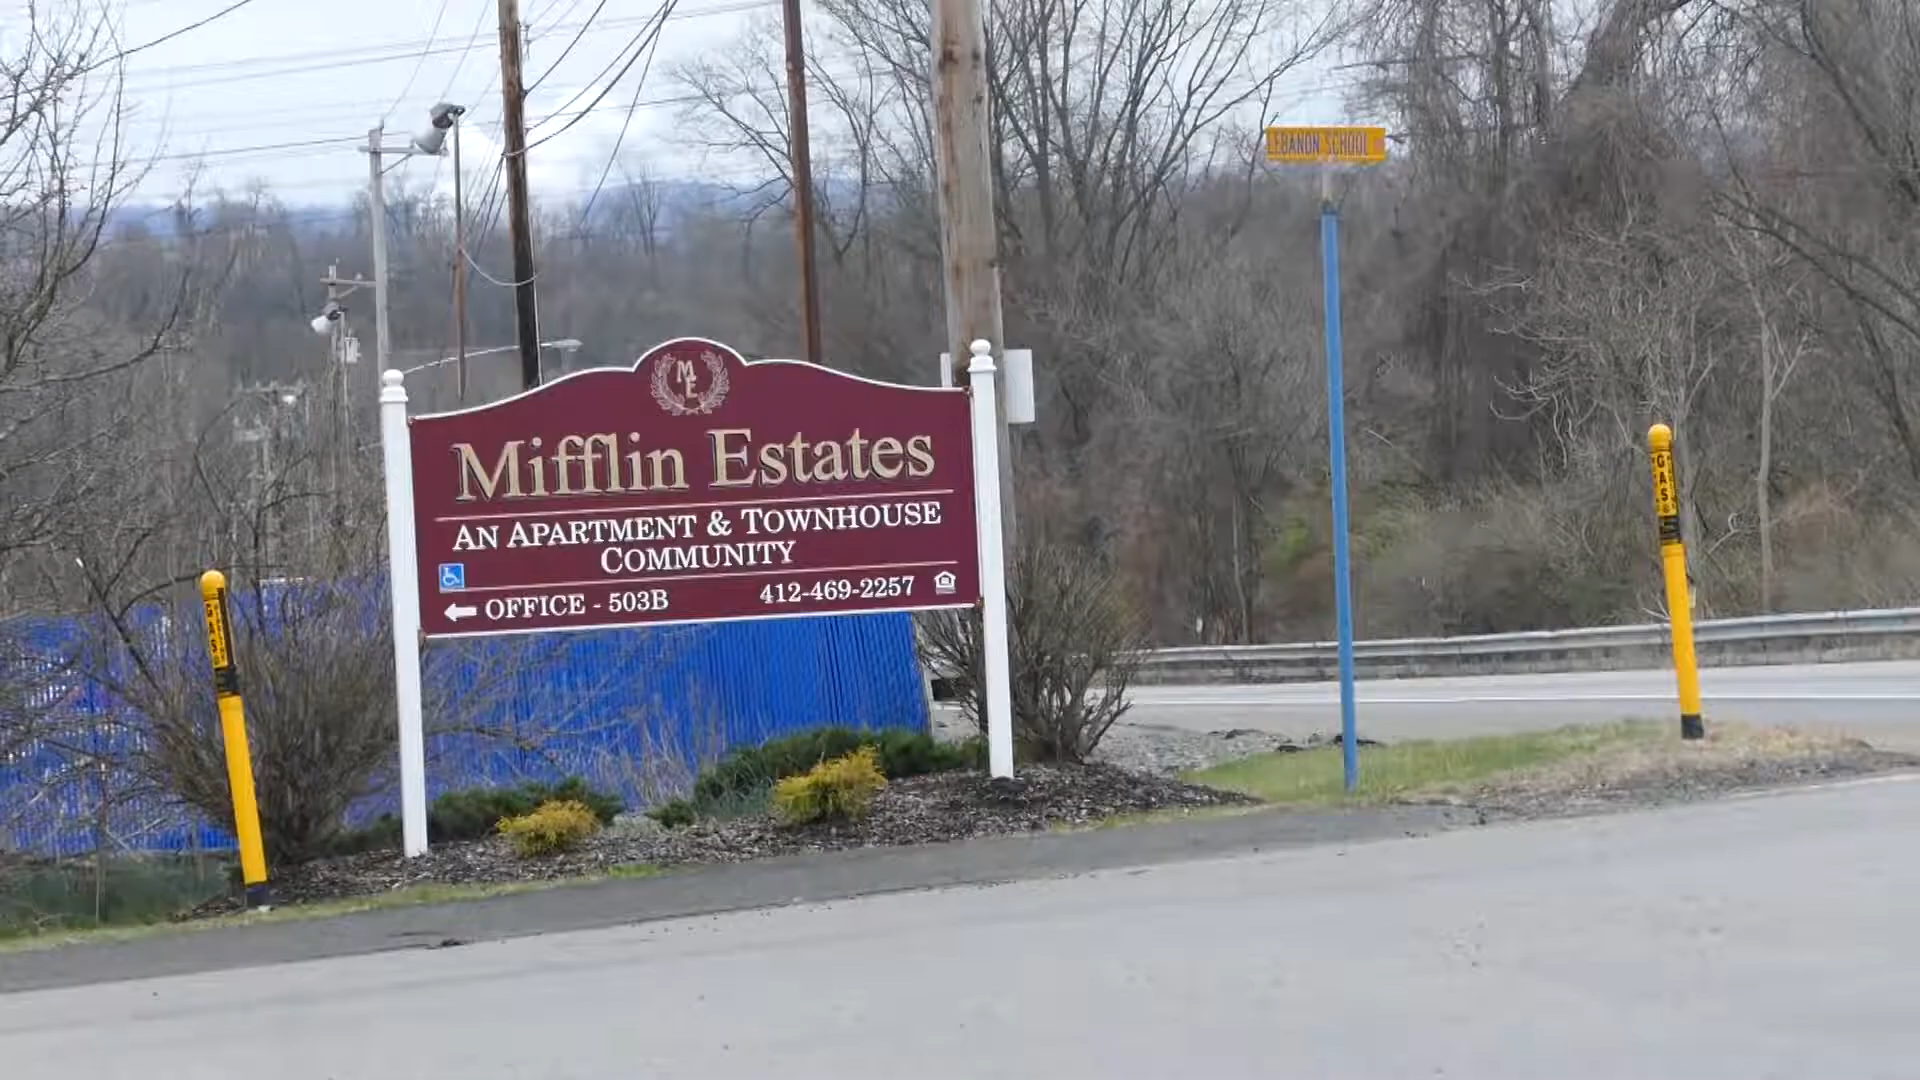 ME
Mifflin Estates
AN APARTMENT & TOWNHOUSE
COMMUNITY
OFFICE - 503B
412-469-2257
LEBANON SCHOOL
GAS
GAS